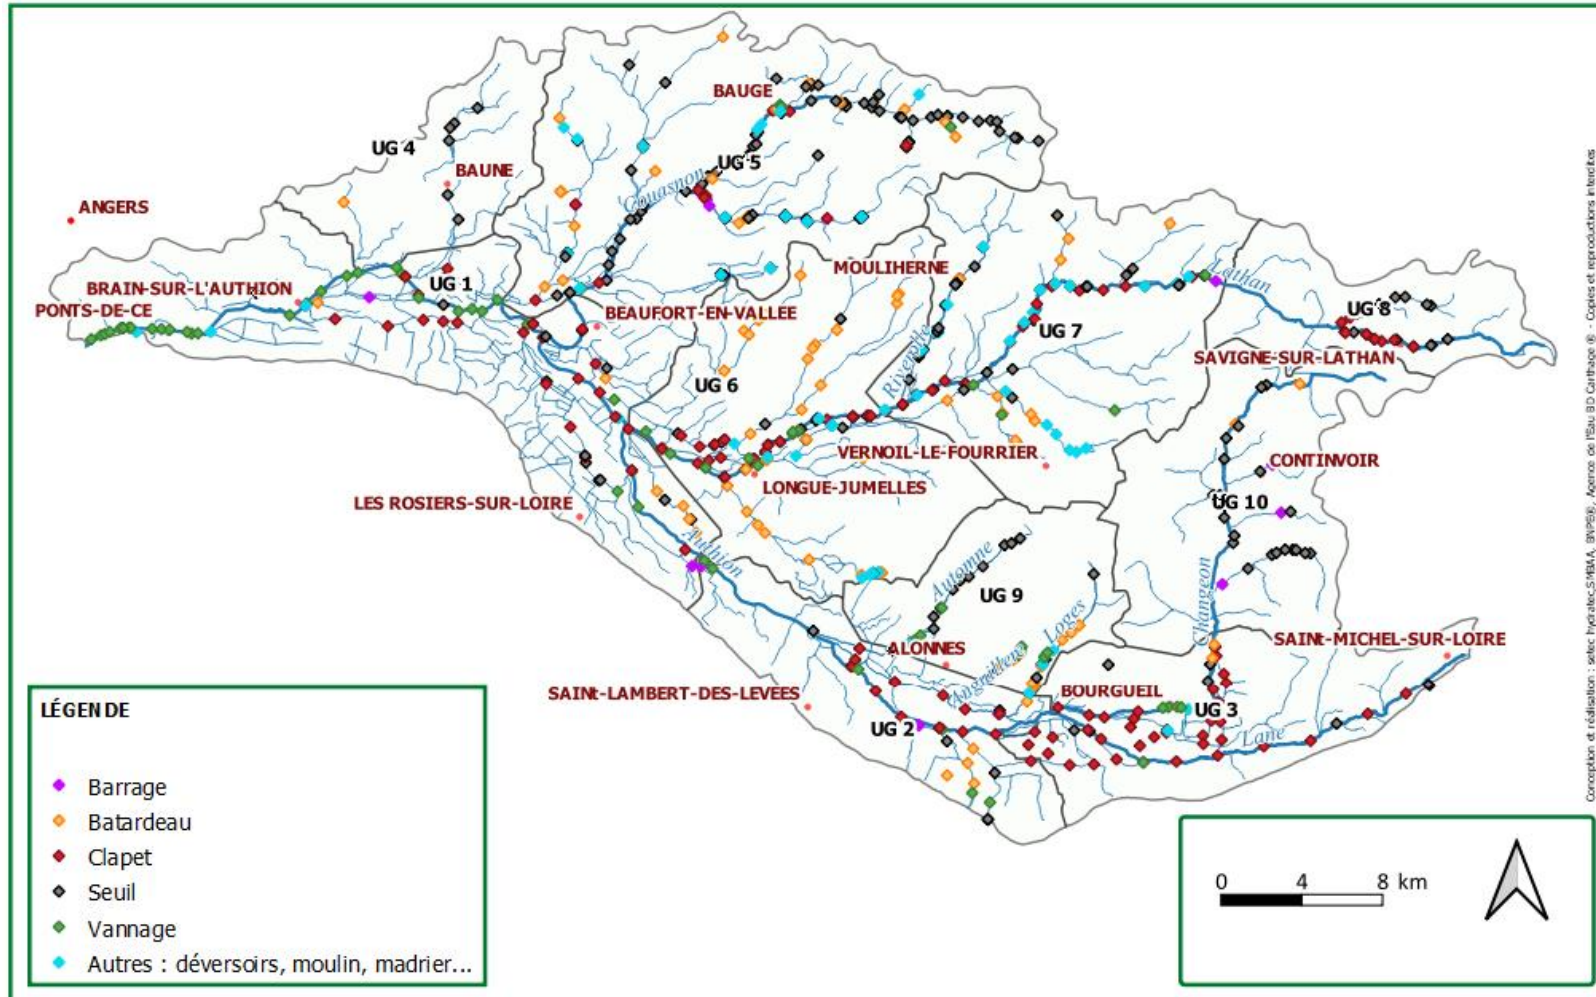 BAUGE
UG 4
UG 5
BAUNE
Couasnon
ANGERS
MOULIHERNE
Lathan
BRAIN-SUR-L'AUTHION
UG 1
PONTS-DE-CE
BEAUFORT-EN-VALLEE
UG 8
UG 7
SAVIGNE-SUR-LATHAN
Riverolle
UG 6
VERNOIL-LE-FOURRIER
CONTINVOIR
LONGUE-JUMELLES
LES ROSIERS-SUR-LOIRE
UG 10
Authion
Automne
UG 9
Loges
Changeon
SAINt-MICHEL-SUR-LOIRE
ALONNES
Anguillere
SAINt-LAMBERT-DES-LEVEES
BOURGUEIL
UG 3
UG 2
Lane
LÉGENDE
Barrage
Batardeau
Clapet
Seuil
Vannage
Autres : déversoirs, moulin, madrier...
0 4 8 km